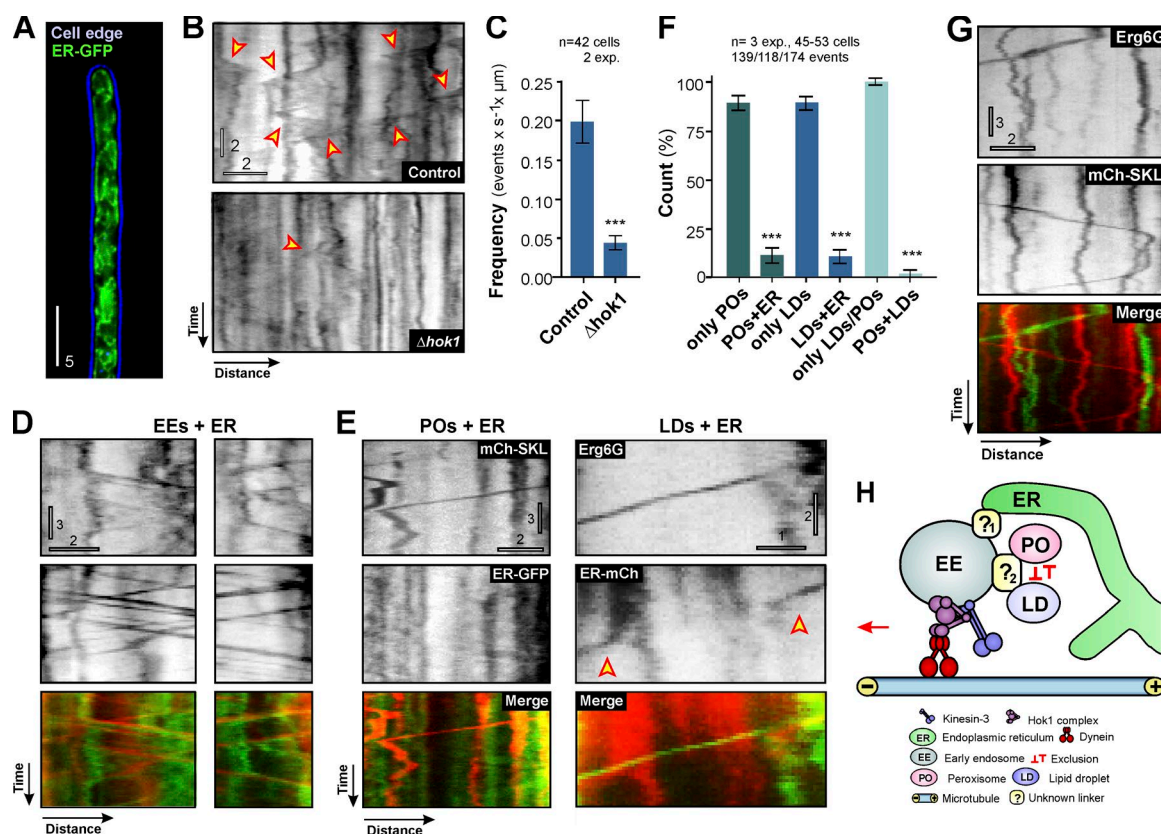 A
Cell edge
ER-GFP
5
B
2
2
Control
Δhok1
Time
Distance
C
n=42 cells
2 exp.
Frequency (events x s-1x µm)
0.20
0.15
0.10
0.05
0.00
***
Control
Δhok1
F
n= 3 exp., 45-53 cells
139/118/174 events
Count (%)
100
50
0
***
***
***
only POs
POs+ER
only LDs
LDs+ER
only LDs/POs
POs+LDs
G
Erg6G
3
2
mCh-SKL
Merge
Time
Distance
D
EEs + ER
3
2
Time
Distance
E
POs + ER
mCh-SKL
3
2
ER-GFP
Merge
Time
Distance
LDs + ER
Erg6G
2
1
ER-mCh
Merge
H
ER
?1
EE
PO
?2
LD
−
+
Kinesin-3
Hok1 complex
ER Endoplasmic reticulum
Dynein
EE Early endosome
Exclusion
PO Peroxisome
LD Lipid droplet
− + Microtubule
? Unknown linker